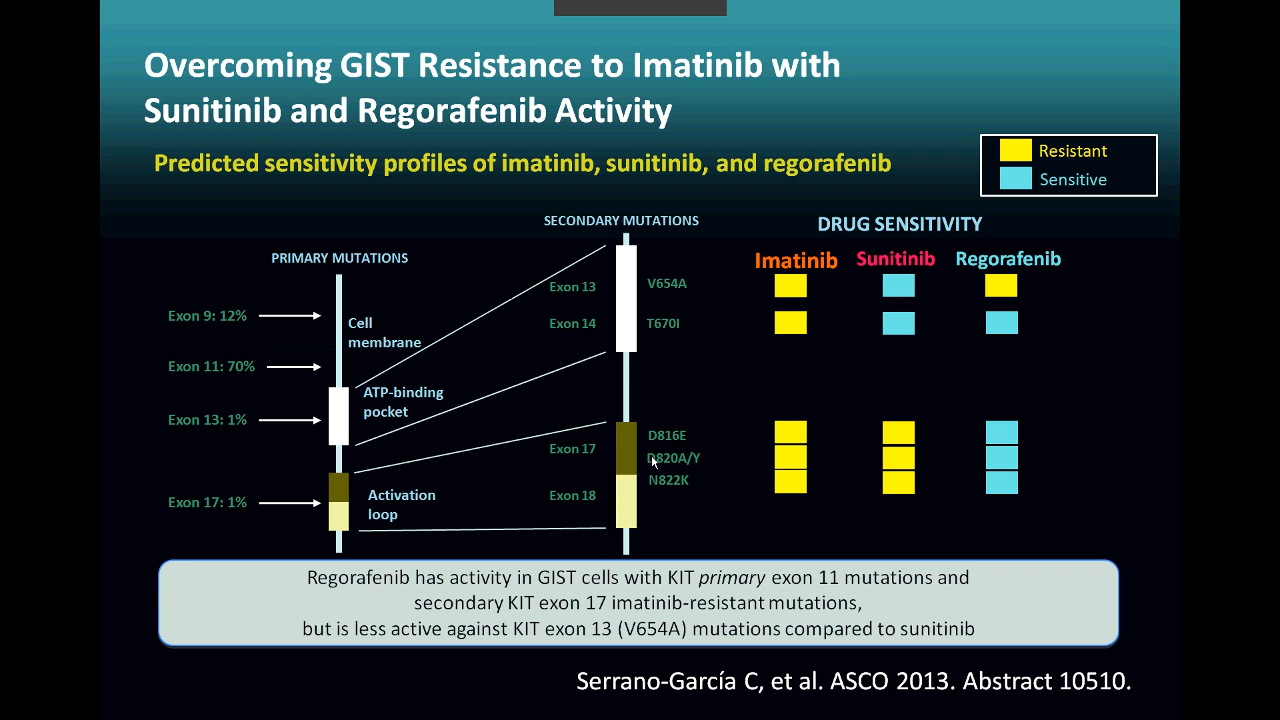 Overcoming GIST Resistance to Imatinib with
Sunitinib and Regorafenib Activity
Predicted sensitivity profiles of imatinib, sunitinib, and regorafenib
Resistant
Sensitive
SECONDARY MUTATIONS
DRUG SENSITIVITY
PRIMARY MUTATIONS
Imatinib
Sunitinib
Regorafenib
Exon 13
V654A
Exon 9: 12%
Cell
membrane
Exon 14
T670I
Exon 11: 70%
ATP-binding
pocket
Exon 13: 1%
Exon 17
D816E
D820A/Y
N822K
Activation
loop
Exon 18
Exon 17: 1%
Regorafenib has activity in GIST cells with KIT primary exon 11 mutations and
secondary KIT exon 17 imatinib-resistant mutations,
but is less active against KIT exon 13 (V654A) mutations compared to sunitinib
Serrano-García C, et al. ASCO 2013. Abstract 10510.